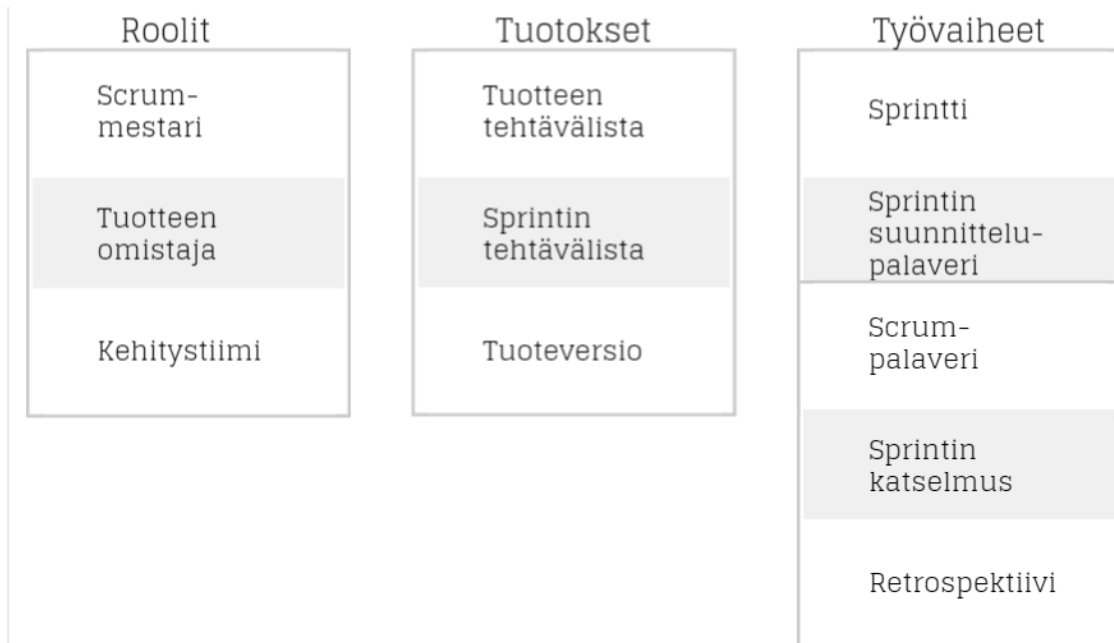 Roolit
Scrum-
mestari
Tuotteen
omistaja
Kehitystiimi
Tuotokset
Tuotteen
tehtävälista
Sprintin
tehtävälista
Tuoteversio
Työvaiheet
Sprintti
Sprintin
suunnittelu-
palaveri
Scrum-
palaveri
Sprintin
katselmus
Retrospektiivi